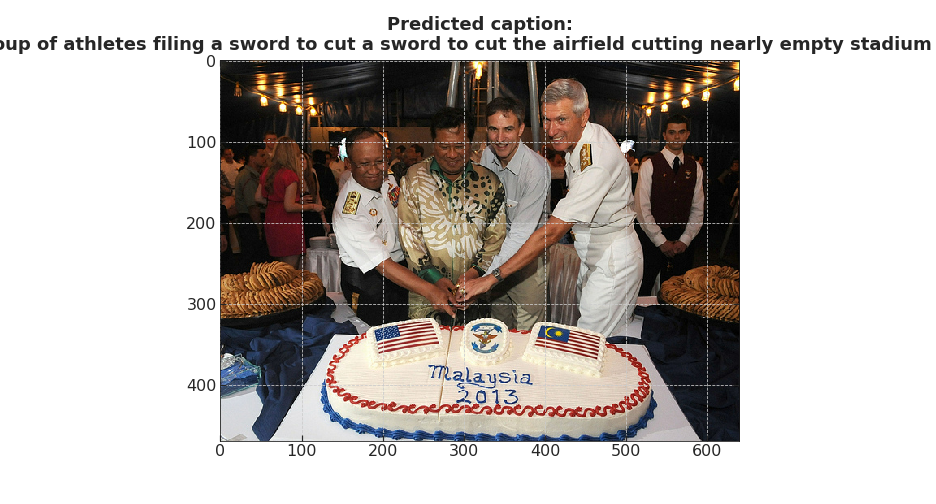 Predicted caption:
oup of athletes filing a sword to cut a sword to cut the airfield cutting nearly empty stadium
0
100
200
300
400
Malaysia
2013
0 100 200 300 400 500 600